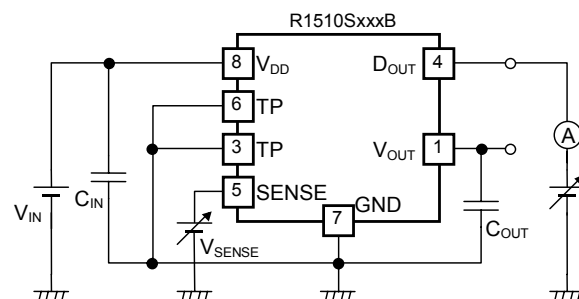 R1510SxxxB
8 VDD
DOUT 4
6 TP
3 TP
VOUT 1
5 SENSE
7 GND
A
VIN
CIN
VSENSE
COUT